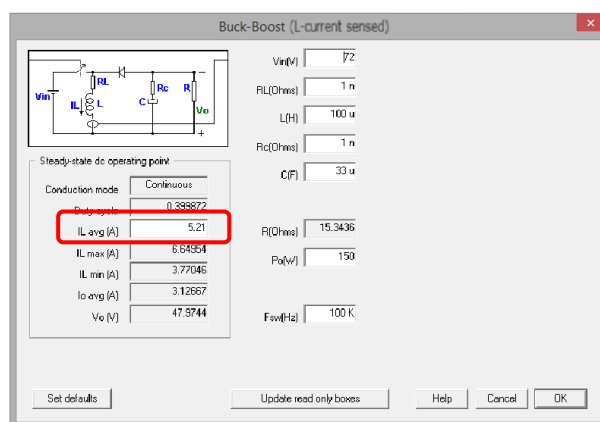 Buck-Boost (L-current sensed)
Vin
RL
IL
L
C
Rc
R
Vo
+
Steady-state dc operating point
Conduction mode Continuous
Duty cycle 0.399872
IL avg (A) 5.21
IL max (A) 6.64954
IL min (A) 3.77046
Io avg (A) 3.12667
Vo (V) 47.9744
Vin(V) 72
RL(Ohms) 1 n
L(H) 100 u
Rc(Ohms) 1 n
C(F) 33 u
R(Ohms) 15.3436
Po(W) 150
Fsw(Hz) 100 K
Set defaults
Update read only boxes
Help
Cancel
OK